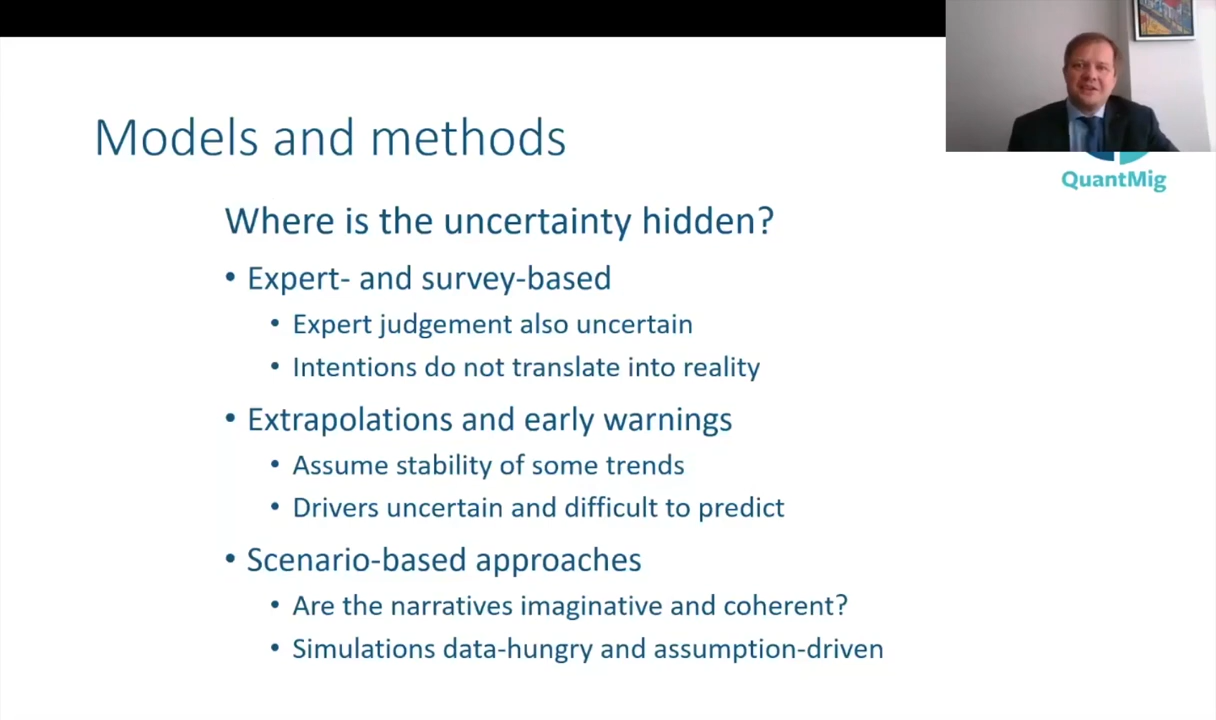 Models and methods
QuantMig
Where is the uncertainty hidden?
• Expert- and survey-based
• Expert judgement also uncertain
• Intentions do not translate into reality
• Extrapolations and early warnings
• Assume stability of some trends
• Drivers uncertain and difficult to predict
• Scenario-based approaches
• Are the narratives imaginative and coherent?
• Simulations data-hungry and assumption-driven